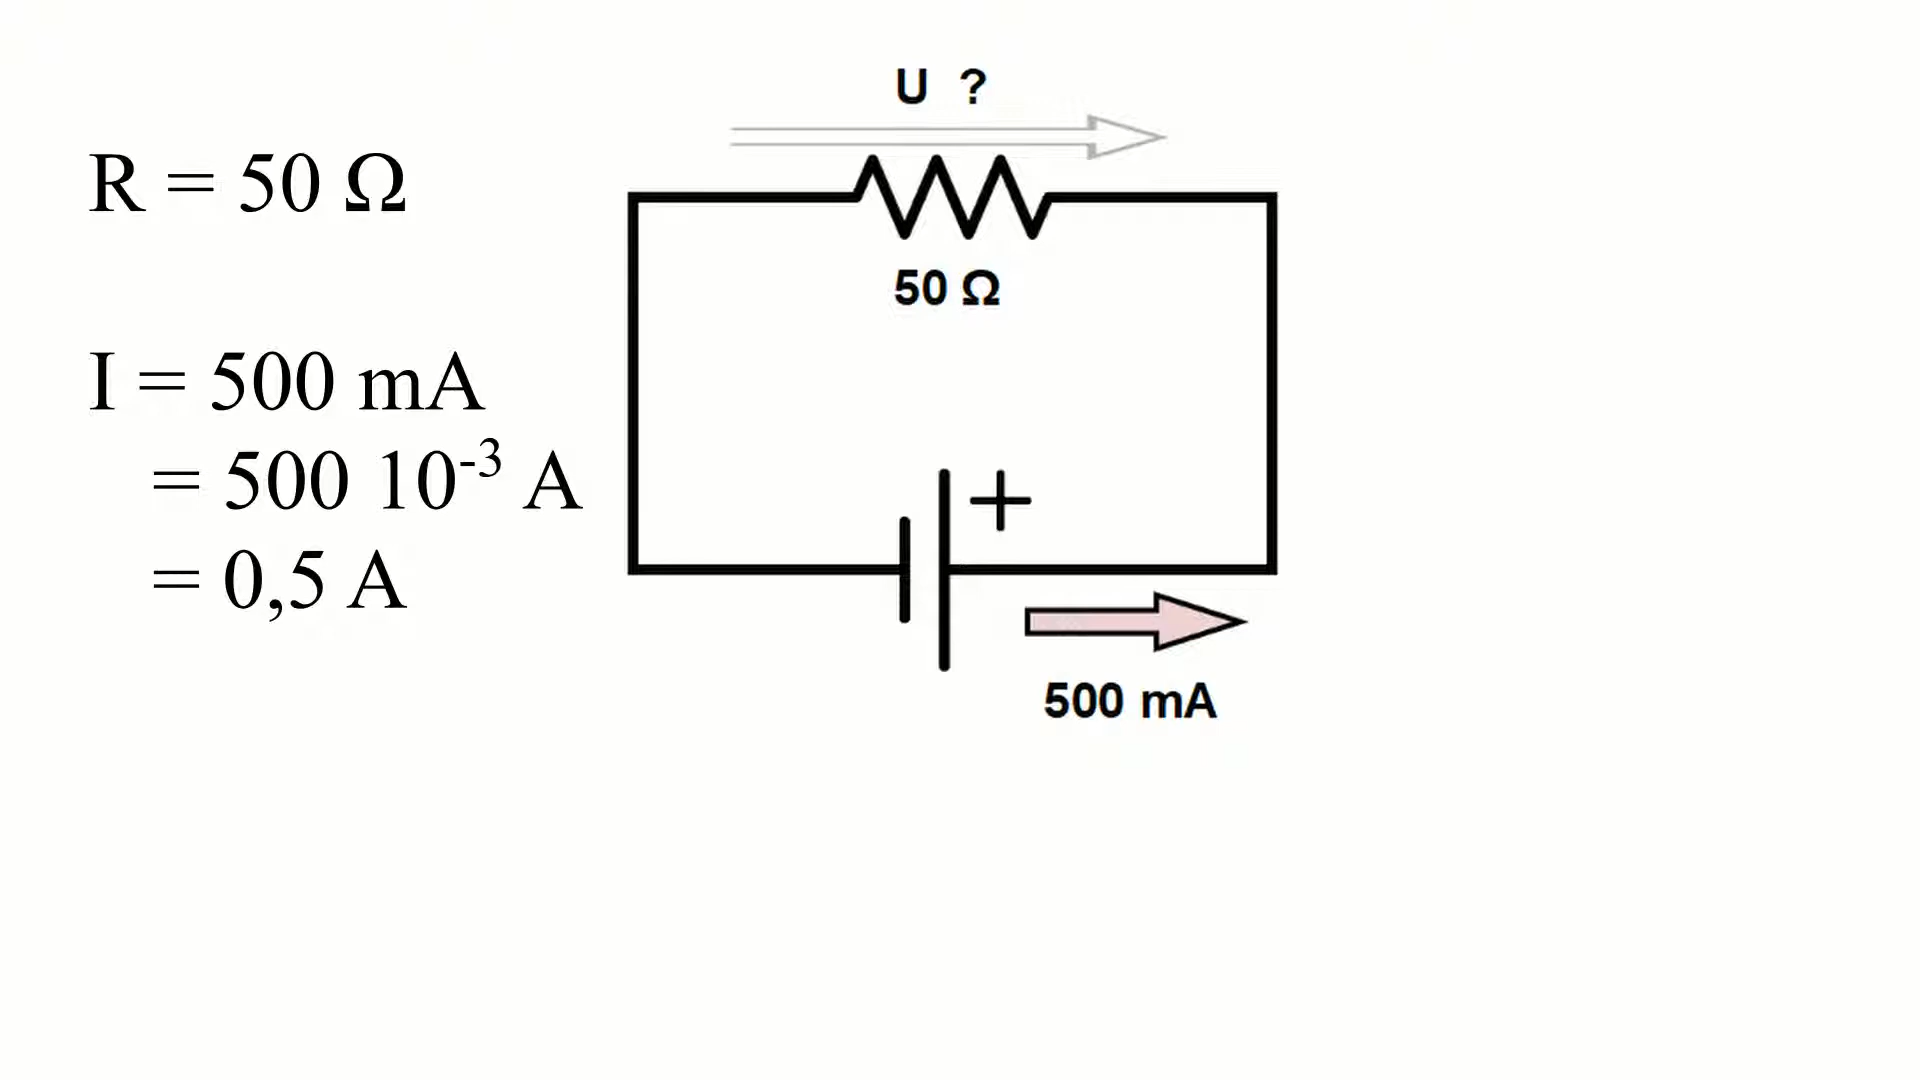 U ?
R = 50 Ω
50 Ω
I = 500 mA
= 500 10⁻³ A
= 0,5 A
+
500 mA